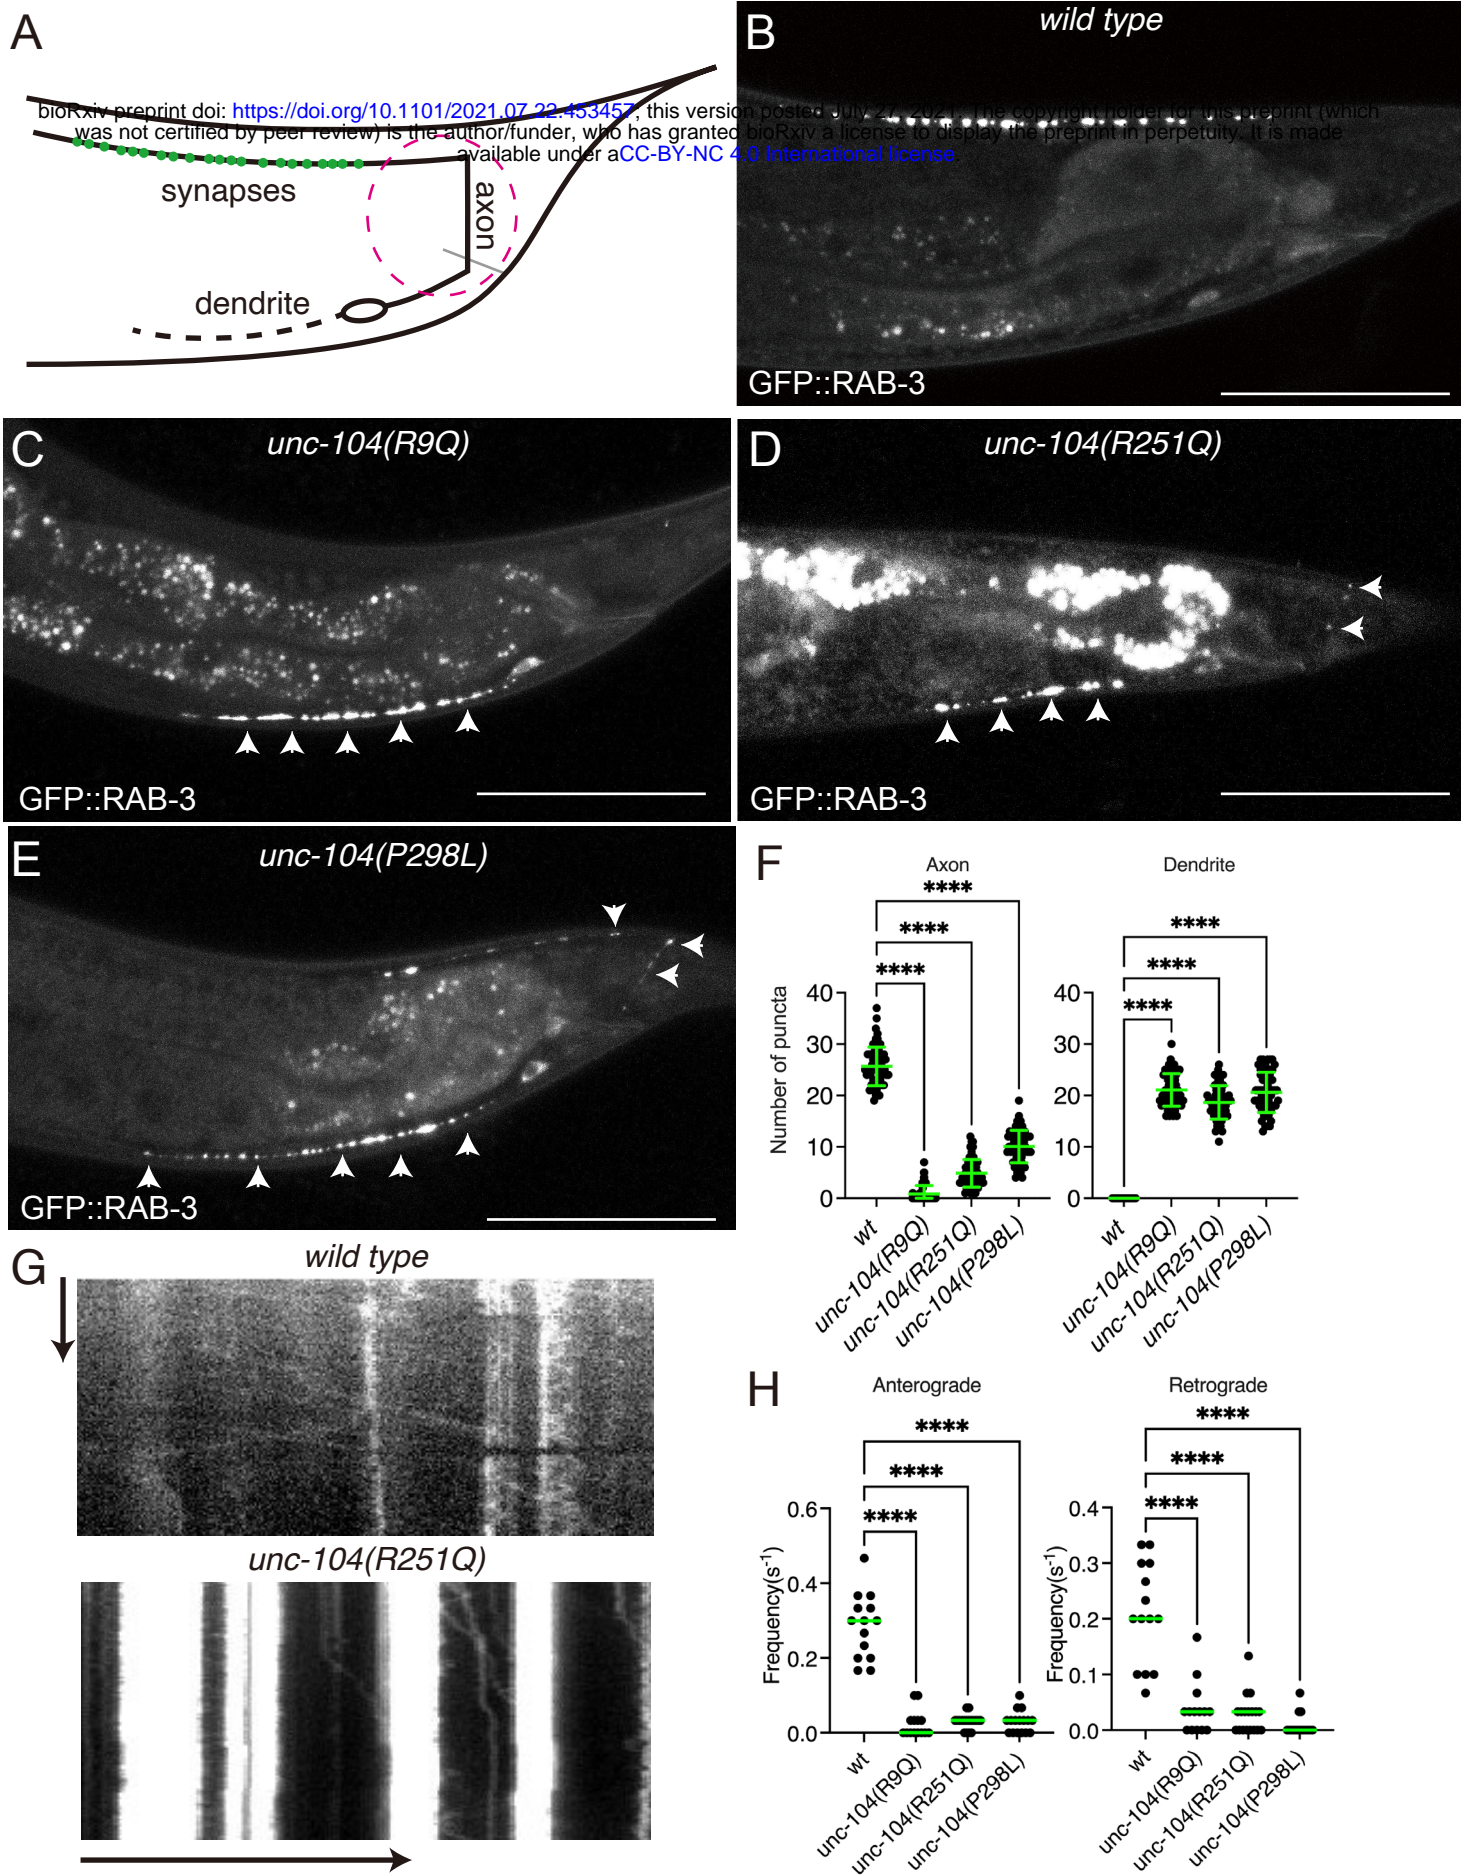 A
B
wild type
bioRxiv preprint doi: https://doi.org/10.1101/2021.07.22.453457; this version posted July 27, 2021. The copyright holder for this preprint (which
was not certified by peer review) is the author/funder, who has granted bioRxiv a license to display the preprint in perpetuity. It is made
available under aCC-BY-NC 4.0 International license.
synapses
axon
dendrite
GFP::RAB-3
C
unc-104(R9Q)
GFP::RAB-3
D
unc-104(R251Q)
GFP::RAB-3
E
unc-104(P298L)
GFP::RAB-3
F
Axon
Dendrite
****
****
****
****
****
****
Number of puncta
40
30
20
10
0
40
30
20
10
0
wt
unc-104(R9Q)
unc-104(R251Q)
unc-104(P298L)
wt
unc-104(R9Q)
unc-104(R251Q)
unc-104(P298L)
G
wild type
unc-104(R251Q)
H
Anterograde
Retrograde
****
****
****
****
****
****
Frequency(s-1)
0.6
0.4
0.2
0.0
Frequency(s-1)
0.4
0.3
0.2
0.1
0.0
wt
unc-104(R9Q)
unc-104(R251Q)
unc-104(P298L)
wt
unc-104(R9Q)
unc-104(R251Q)
unc-104(P298L)